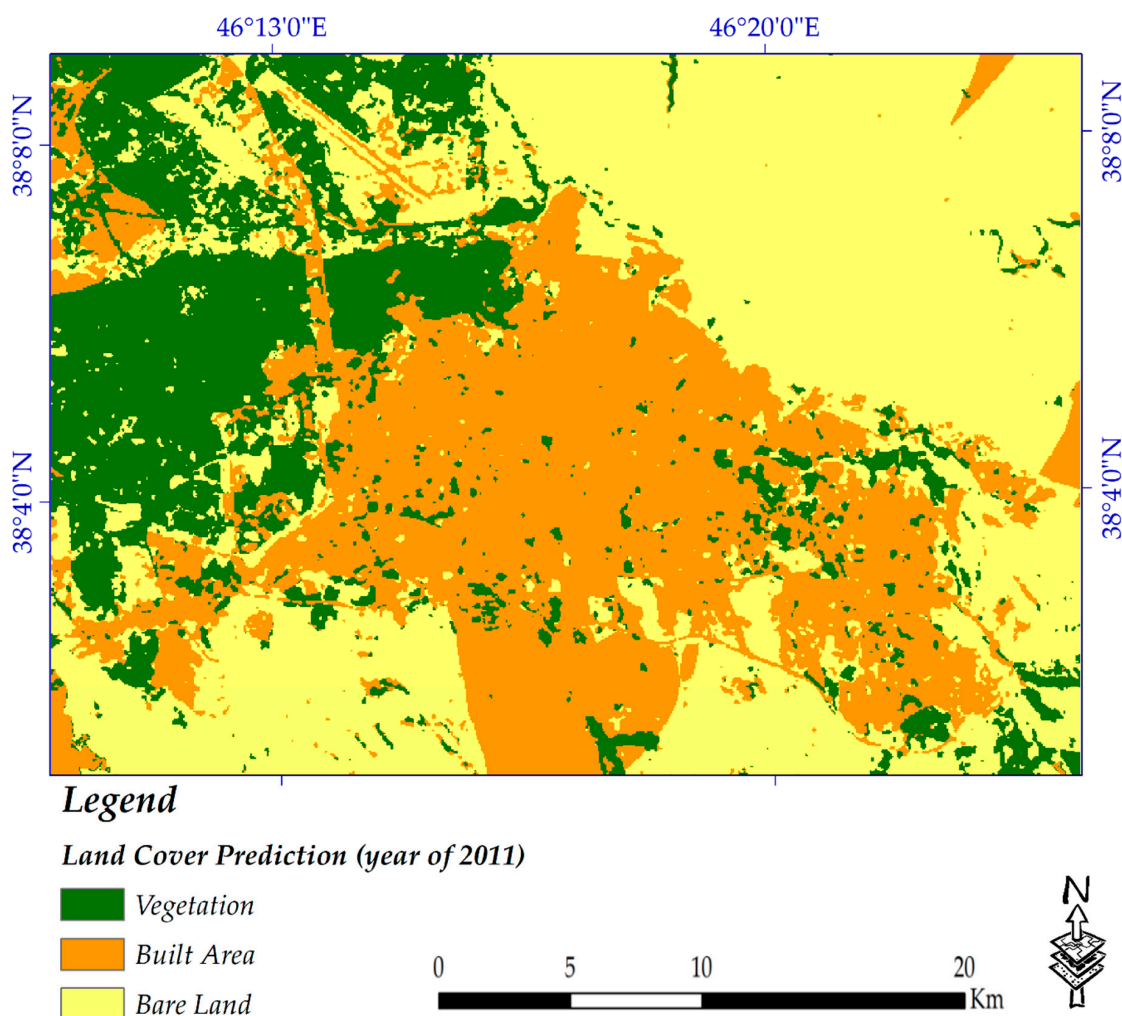 46°13'0"E 46°20'0"E
38°8'0"N 38°8'0"N
38°4'0"N 38°4'0"N
Legend
Land Cover Prediction (year of 2011)
Vegetation
Built Area
Bare Land
0 5 10 20
Km
N